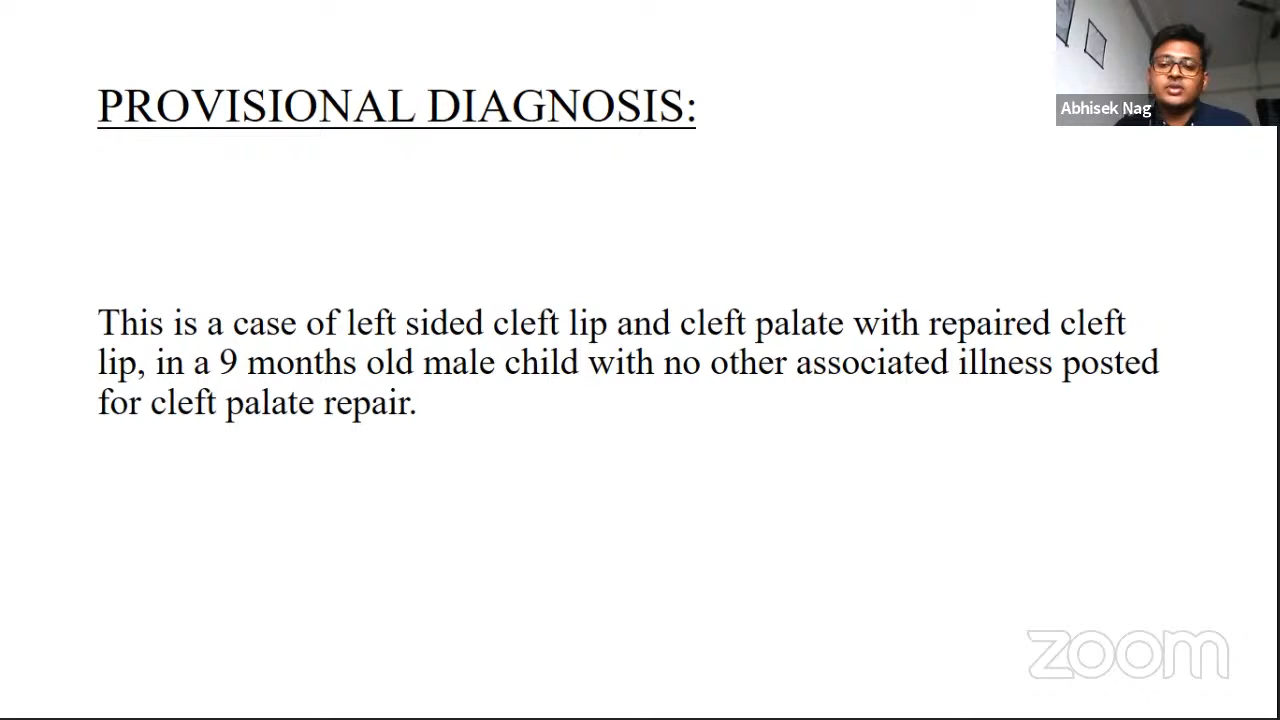 PROVISIONAL DIAGNOSIS:
Abhisek Nag
This is a case of left sided cleft lip and cleft palate with repaired cleft
lip, in a 9 months old male child with no other associated illness posted
for cleft palate repair.
zoom